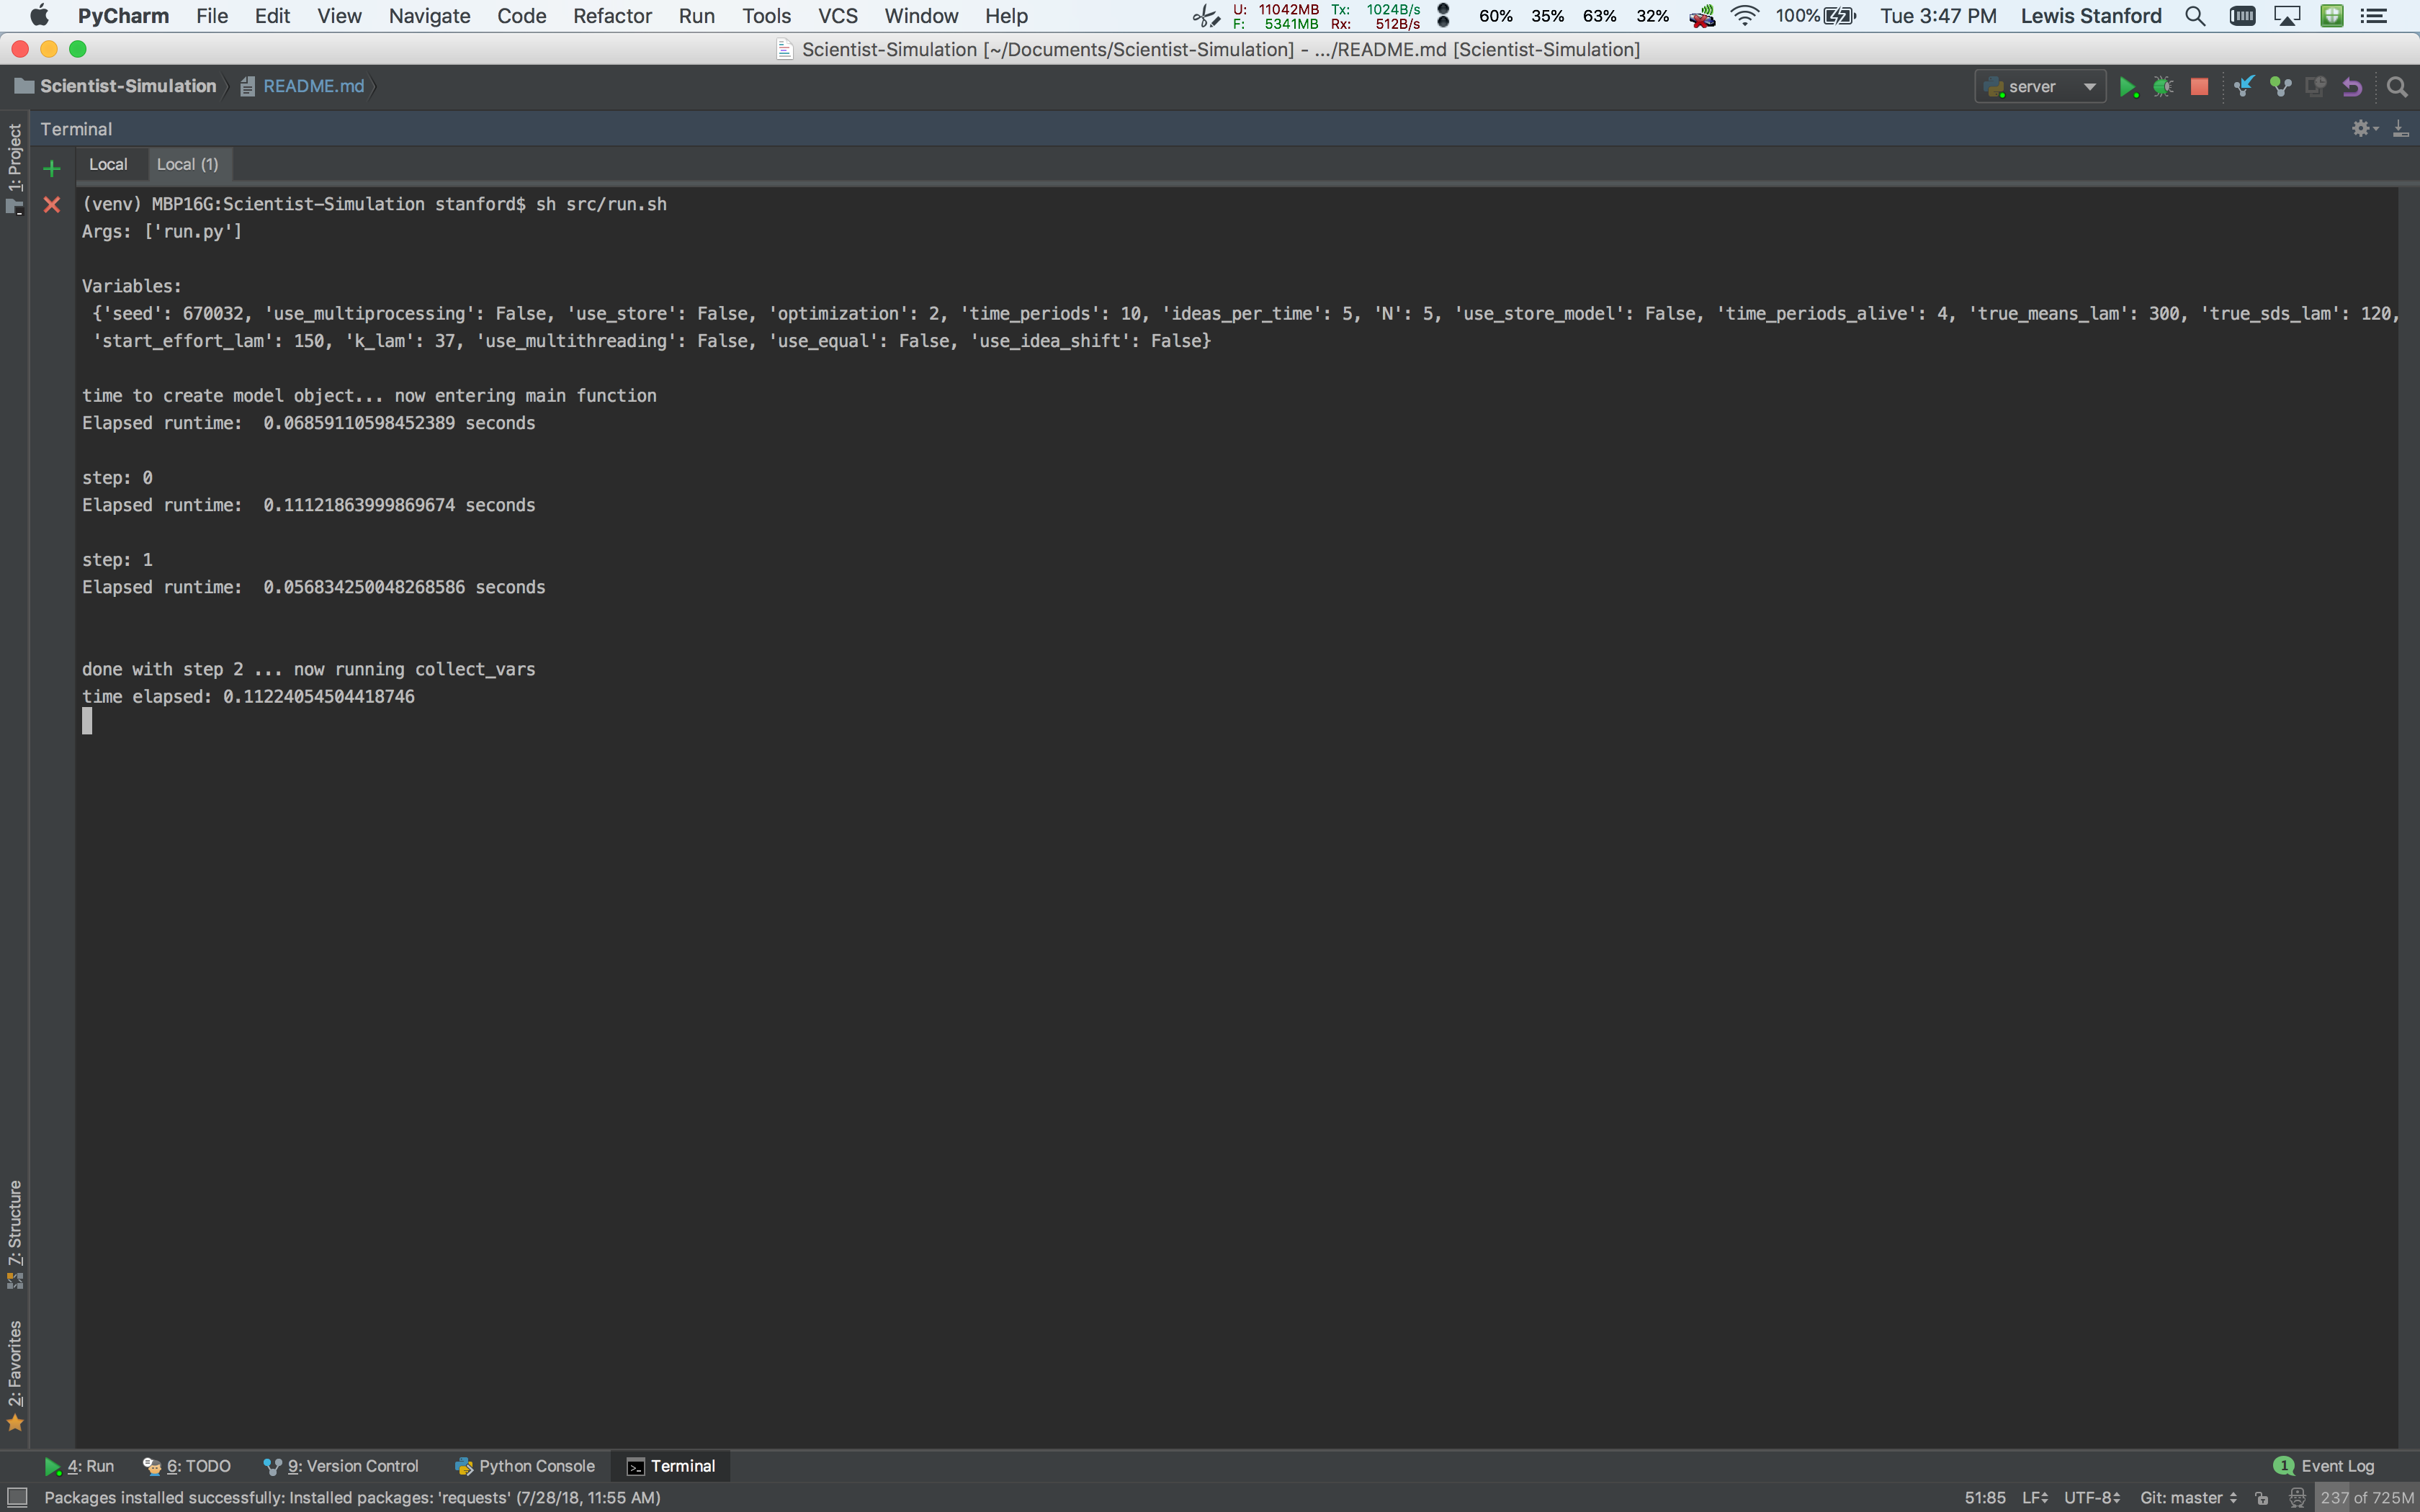 PyCharm File Edit View Navigate Code Refactor Run Tools VCS Window Help U: 11042MB Tx: 1024B/s 60% 35% 63% 32% 100% Tue 3:47 PM Lewis Stanford
F: 5341MB Rx: 512B/s
Scientist-Simulation [~/Documents/Scientist-Simulation] - .../README.md [Scientist-Simulation]
Scientist-Simulation README.md server
Terminal
1: Project
Local Local (1)
(venv) MBP16G:Scientist-Simulation stanford$ sh src/run.sh
Args: ['run.py']
Variables:
{'seed': 670032, 'use_multiprocessing': False, 'use_store': False, 'optimization': 2, 'time_periods': 10, 'ideas_per_time': 5, 'N': 5, 'use_store_model': False, 'time_periods_alive': 4, 'true_means_lam': 300, 'true_sds_lam': 120,
'start_effort_lam': 150, 'k_lam': 37, 'use_multithreading': False, 'use_equal': False, 'use_idea_shift': False}
time to create model object... now entering main function
Elapsed runtime:  0.06859110598452389 seconds
step: 0
Elapsed runtime:  0.11121863999869674 seconds
step: 1
Elapsed runtime:  0.056834250048268586 seconds
done with step 2 ... now running collect_vars
time elapsed: 0.11224054504418746
7: Structure
2: Favorites
4: Run 6: TODO 9: Version Control Python Console Terminal 1 Event Log
Packages installed successfully: Installed packages: 'requests' (7/28/18, 11:55 AM) 51:85 LF UTF-8 Git: master 237 of 725M